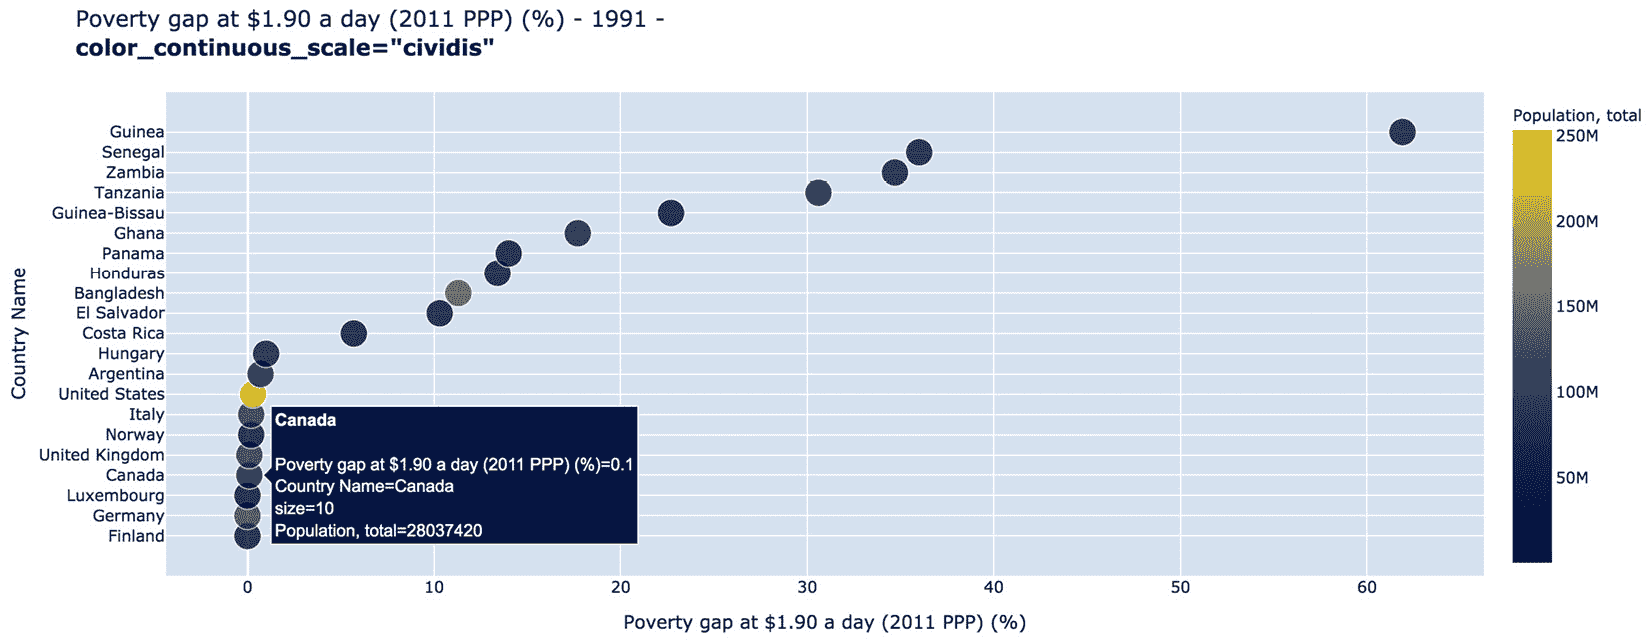 Poverty gap at $1.90 a day (2011 PPP) (%) - 1991 -
color_continuous_scale="cividis"
Country Name
Guinea
Senegal
Zambia
Tanzania
Guinea-Bissau
Ghana
Panama
Honduras
Bangladesh
El Salvador
Costa Rica
Hungary
Argentina
United States
Italy
Norway
United Kingdom
Canada
Luxembourg
Germany
Finland
Canada
Poverty gap at $1.90 a day (2011 PPP) (%)=0.1
Country Name=Canada
size=10
Population, total=28037420
0 10 20 30 40 50 60
Poverty gap at $1.90 a day (2011 PPP) (%)
Population, total
250M
200M
150M
100M
50M